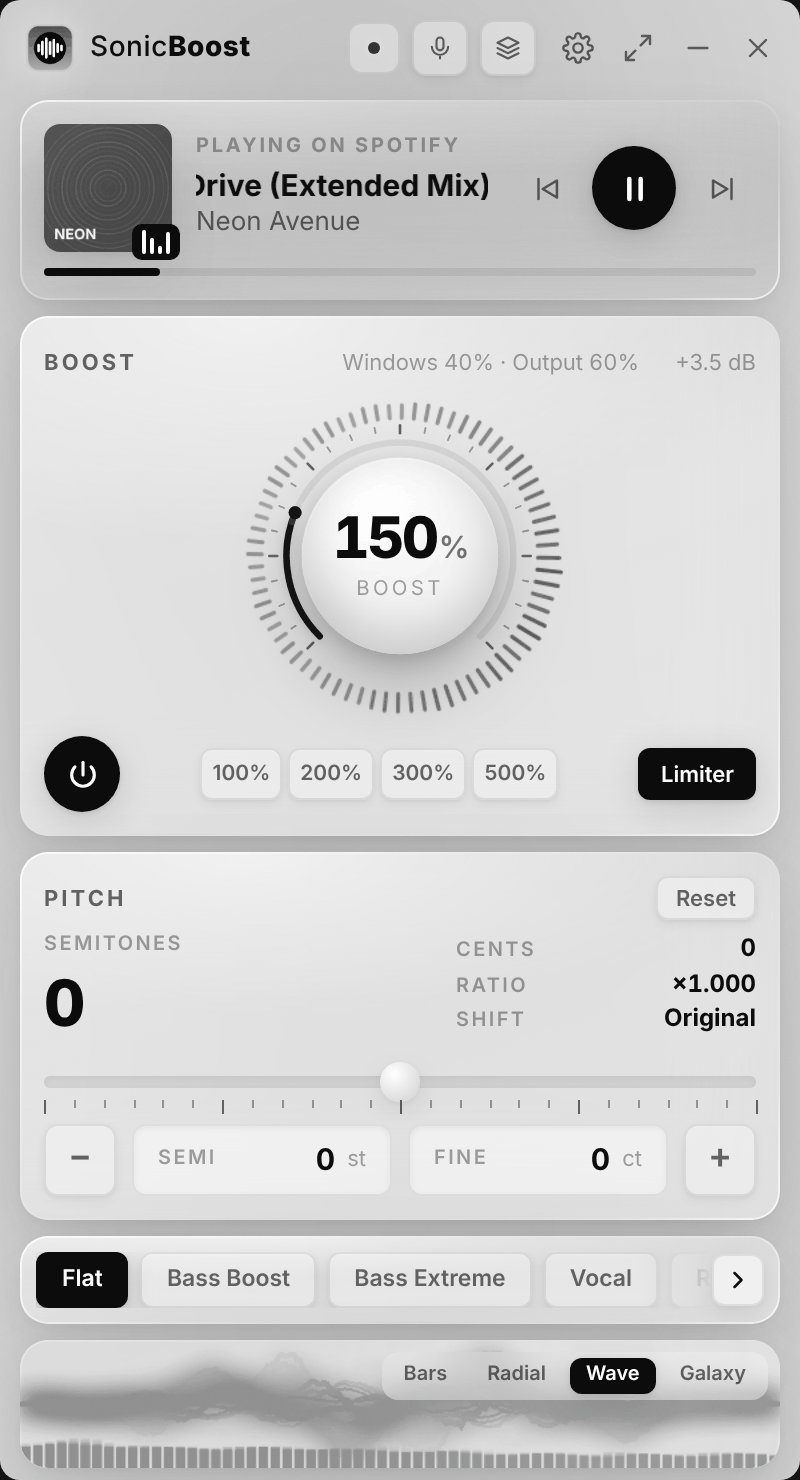 SonicBoost
PLAYING ON SPOTIFY
Drive (Extended Mix)
Neon Avenue
NEON
BOOST
Windows 40% · Output 60%
+3.5 dB
150%
BOOST
100%
200%
300%
500%
Limiter
PITCH
Reset
SEMITONES
0
CENTS 0
RATIO ×1.000
SHIFT Original
−
SEMI 0 st
FINE 0 ct
+
Flat
Bass Boost
Bass Extreme
Vocal
Bars
Radial
Wave
Galaxy